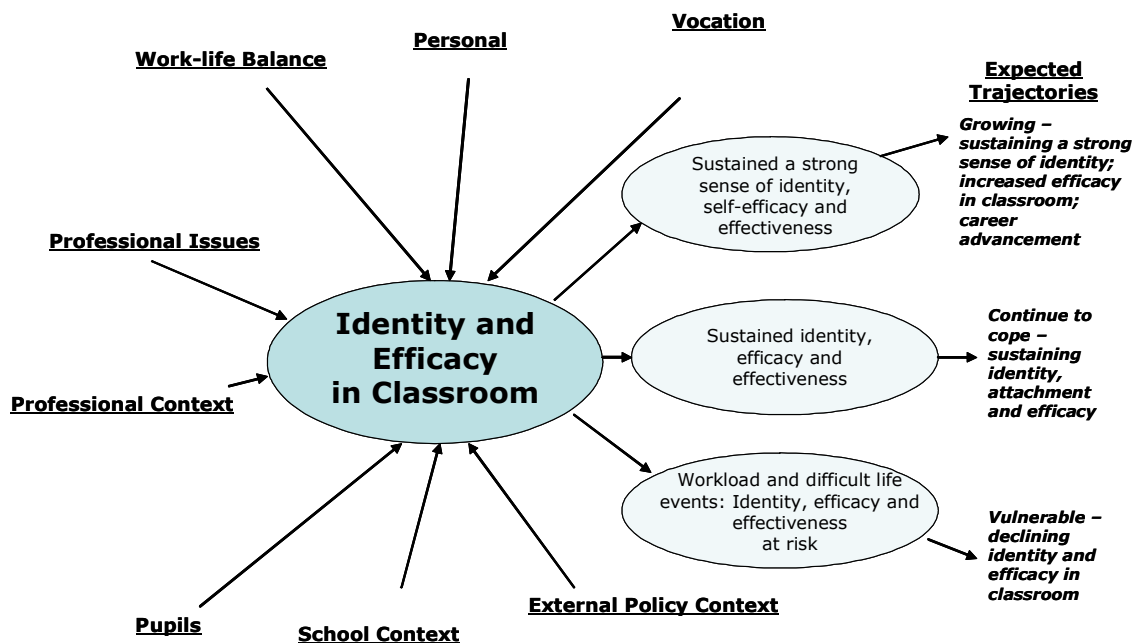 Vocation
Personal
Work-life Balance
Expected
Trajectories
Growing –
sustaining a strong
sense of identity;
increased efficacy
in classroom;
career
advancement
Sustained a strong
sense of identity,
self-efficacy and
effectiveness
Professional Issues
Identity and
Efficacy
in Classroom
Sustained identity,
efficacy and
effectiveness
Continue to
cope –
sustaining
identity,
attachment
and efficacy
Professional Context
Workload and difficult life
events: Identity, efficacy and
effectiveness
at risk
Vulnerable –
declining
identity and
efficacy in
classroom
Pupils
School Context
External Policy Context